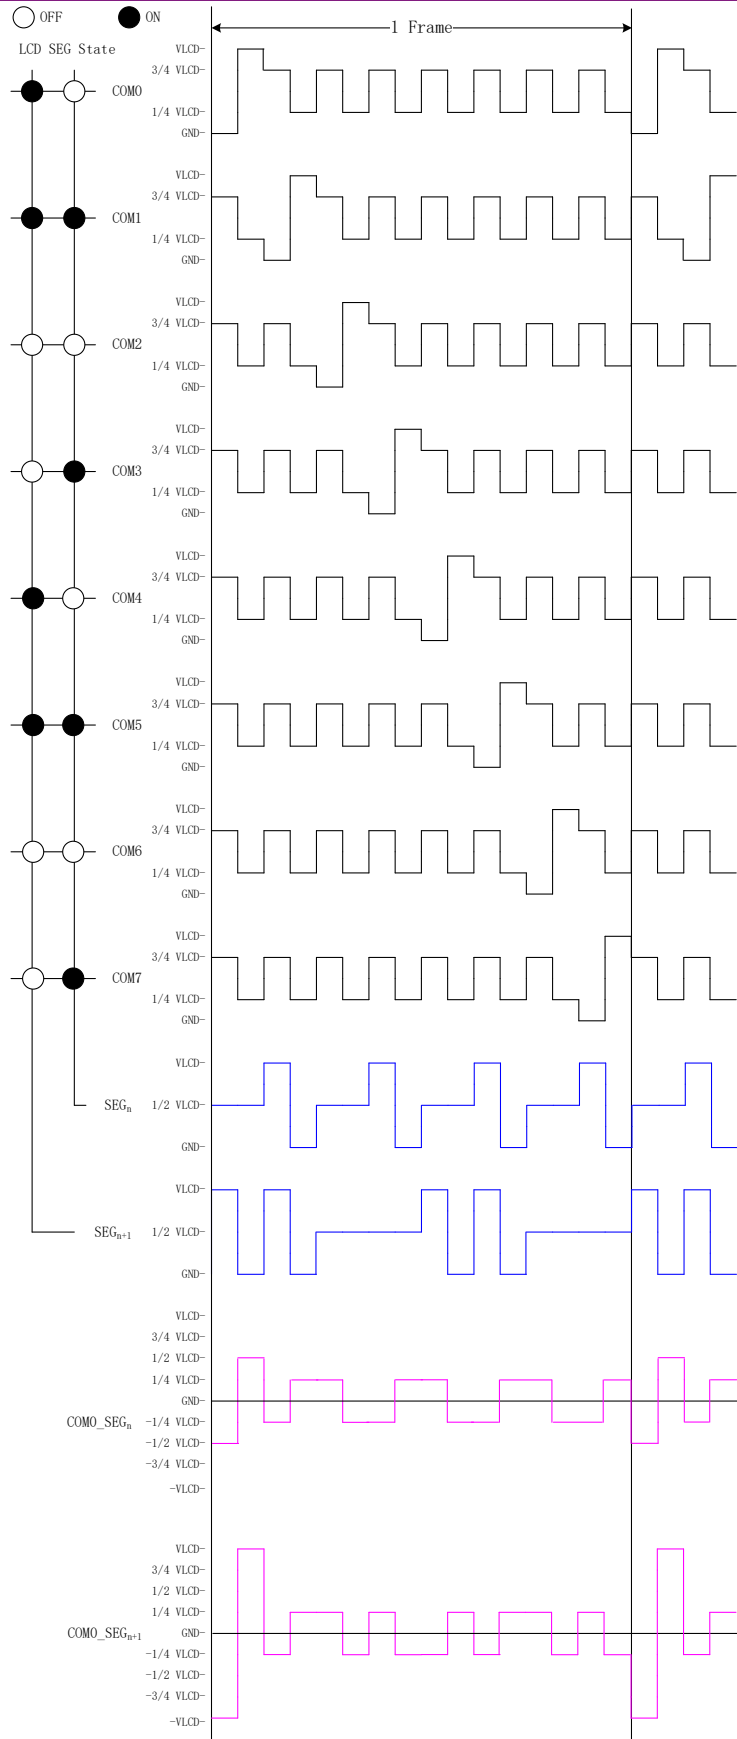 OFF ON
1 Frame
LCD SEG State
VLCD
3/4 VLCD
COM0
1/4 VLCD
GND
VLCD
3/4 VLCD
COM1
1/4 VLCD
GND
VLCD
3/4 VLCD
COM2
1/4 VLCD
GND
VLCD
3/4 VLCD
COM3
1/4 VLCD
GND
VLCD
3/4 VLCD
COM4
1/4 VLCD
GND
VLCD
3/4 VLCD
COM5
1/4 VLCD
GND
VLCD
3/4 VLCD
COM6
1/4 VLCD
GND
VLCD
3/4 VLCD
COM7
1/4 VLCD
GND
VLCD
SEGn 1/2 VLCD
GND
VLCD
SEGn+1 1/2 VLCD
GND
VLCD
3/4 VLCD
1/2 VLCD
1/4 VLCD
GND
COM0_SEGn -1/4 VLCD
-1/2 VLCD
-3/4 VLCD
-VLCD
VLCD
3/4 VLCD
1/2 VLCD
1/4 VLCD
COM0_SEGn+1 GND
-1/4 VLCD
-1/2 VLCD
-3/4 VLCD
-VLCD